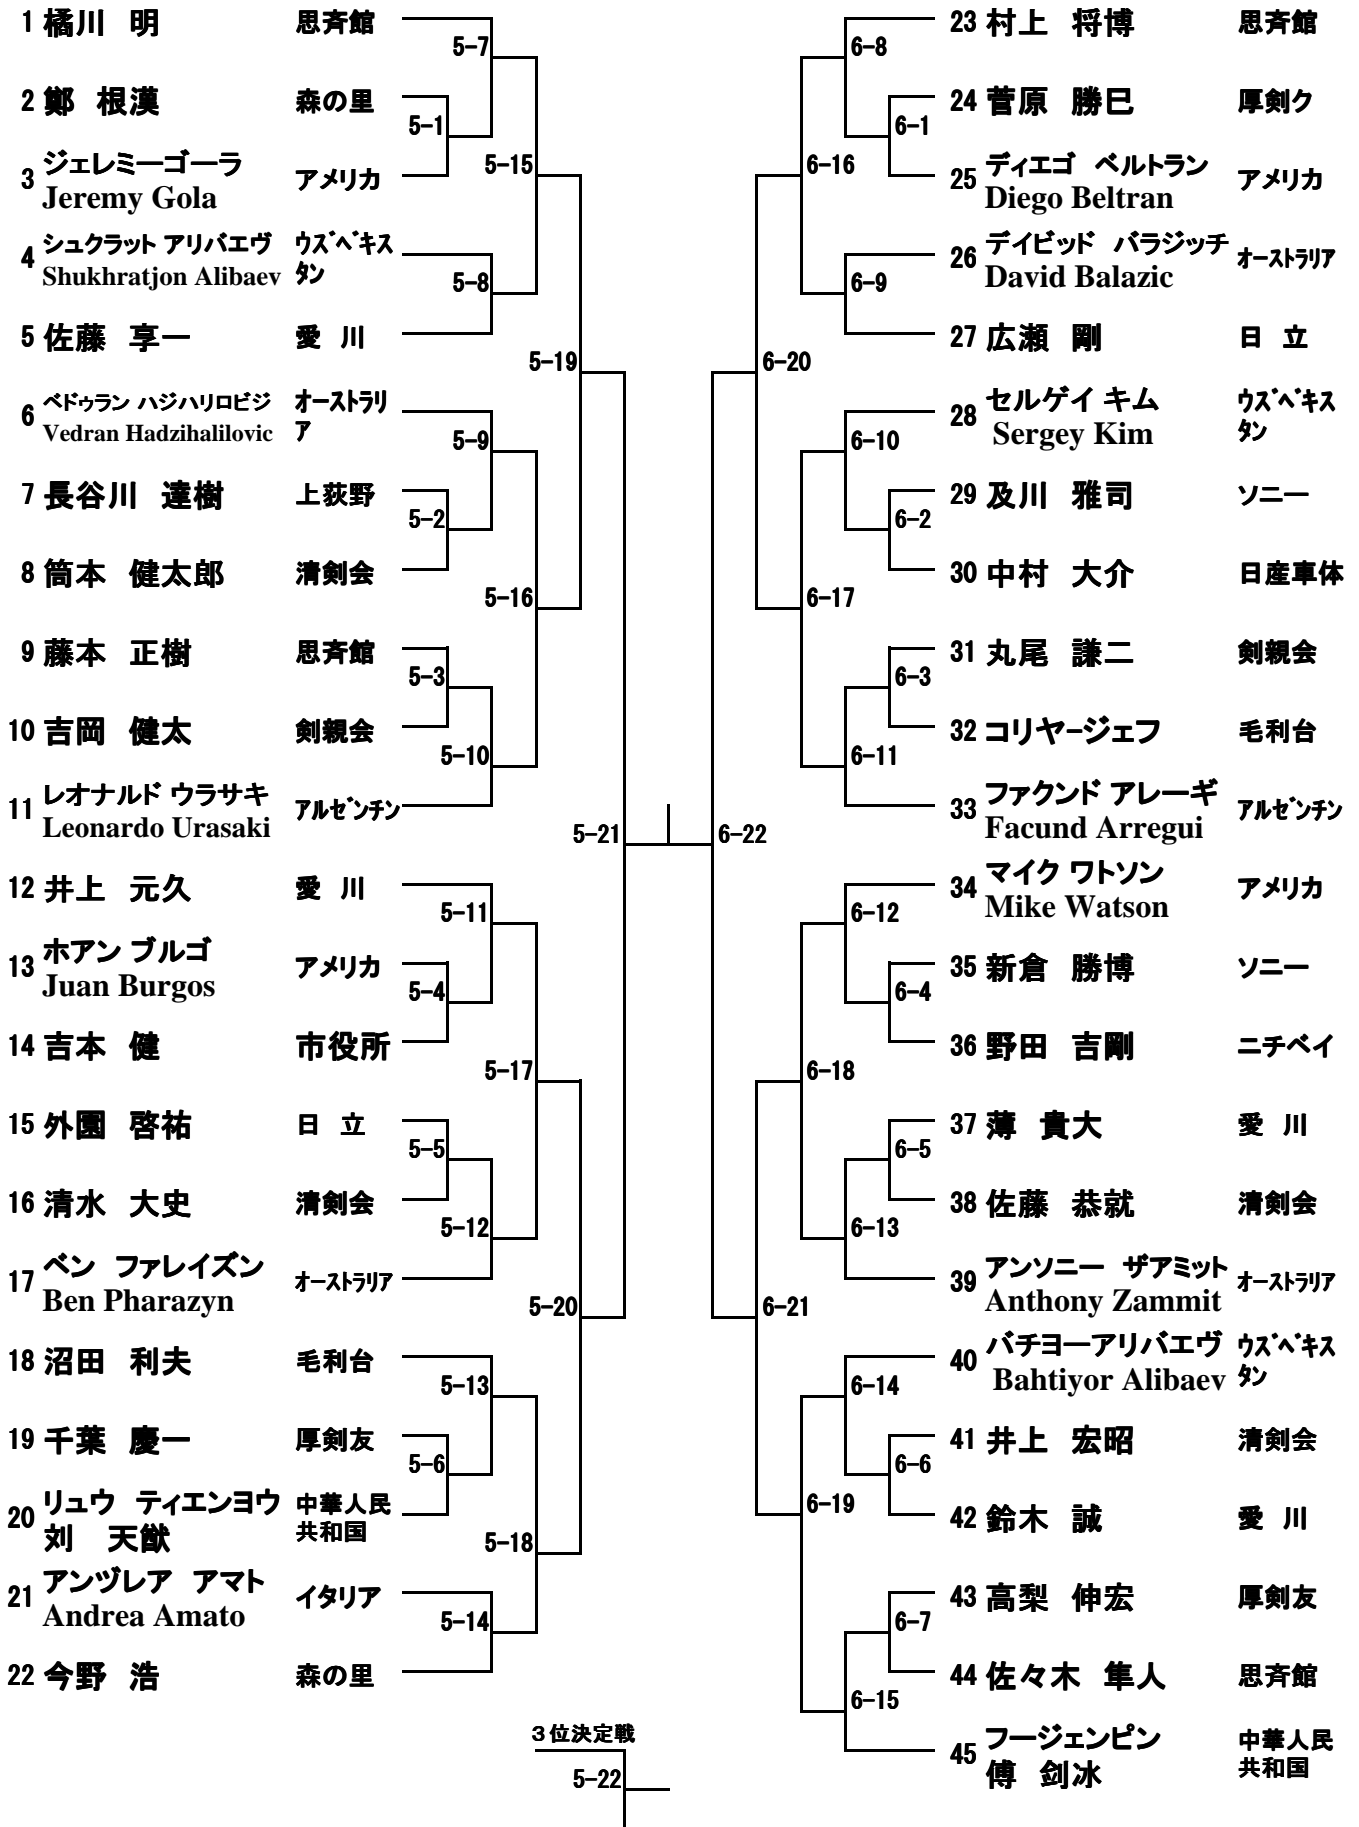 1 橘川 明 思斉館
5-7
2 鄭 根漢 森の里
5-1
3 ジェレミーゴーラ
Jeremy Gola アメリカ
5-15
4 シュクラット アリバエヴ
Shukhratjon Alibaev ウズベキス
タン
5-8
5 佐藤 享一 愛 川
5-19
6 ベドゥラン ハジハリロビジ
Vedran Hadzihalilovic オーストラリ
ア
5-9
7 長谷川 達樹 上荻野
5-2
8 筒本 健太郎 清剣会
5-16
9 藤本 正樹 思斉館
5-3
10 吉岡 健太 剣親会
5-10
11 レオナルド ウラサキ
Leonardo Urasaki アルゼンチン
5-21
12 井上 元久 愛 川
5-11
13 ホアン ブルゴ
Juan Burgos アメリカ
5-4
14 吉本 健 市役所
5-17
15 外園 啓祐 日 立
5-5
16 清水 大史 清剣会
5-12
17 ベン ファレイズン
Ben Pharazyn オーストラリア
5-20
18 沼田 利夫 毛利台
5-13
19 千葉 慶一 厚剣友
5-6
20 リュウ ティエンヨウ
刘 天猷 中華人民
共和国
5-18
21 アンヅレア アマト
Andrea Amato イタリア
5-14
22 今野 浩 森の里
3位決定戦
5-22
23 村上 将博 思斉館
6-8
24 菅原 勝巳 厚剣ク
6-1
25 ディエゴ ベルトラン
Diego Beltran アメリカ
6-16
26 デイビッド バラジッチ
David Balazic オーストラリア
6-9
27 広瀬 剛 日 立
6-20
28 セルゲイ キム
Sergey Kim ウズベキス
タン
6-10
29 及川 雅司 ソニー
6-2
30 中村 大介 日産車体
6-17
31 丸尾 謙二 剣親会
6-3
32 コリヤージェフ 毛利台
6-11
33 ファクンド アレーギ
Facund Arregui アルゼンチン
6-22
34 マイク ワトソン
Mike Watson アメリカ
6-12
35 新倉 勝博 ソニー
6-4
36 野田 吉剛 ニチベイ
6-18
37 薄 貴大 愛 川
6-5
38 佐藤 恭就 清剣会
6-13
39 アンソニー ザアミット
Anthony Zammit オーストラリア
6-21
40 バチヨーアリバエヴ
Bahtiyor Alibaev ウズベキス
タン
6-14
41 井上 宏昭 清剣会
6-6
42 鈴木 誠 愛 川
6-19
43 高梨 伸宏 厚剣友
6-7
44 佐々木 隼人 思斉館
6-15
45 フージェンピン
傅 剑冰 中華人民
共和国